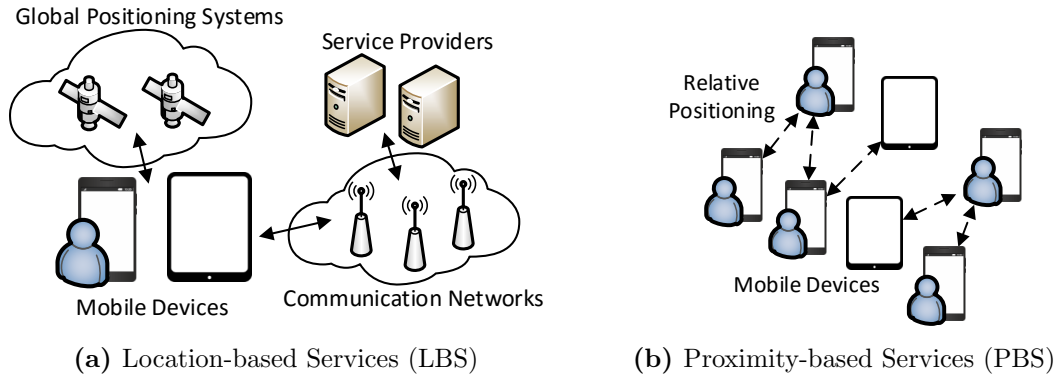 Global Positioning Systems
Service Providers
Mobile Devices
Communication Networks
(a) Location-based Services (LBS)
Relative
Positioning
Mobile Devices
(b) Proximity-based Services (PBS)